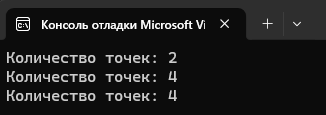 Консоль отладки Microsoft Vi
Количество точек: 2
Количество точек: 4
Количество точек: 4